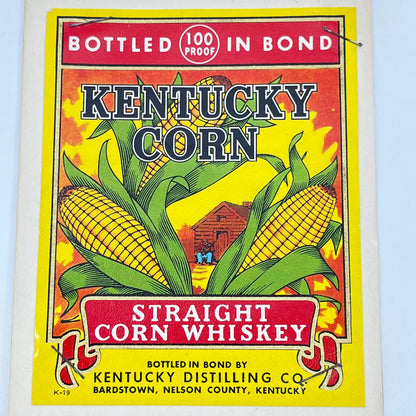 BOTTLED 100 PROOF IN BOND
KENTUCKY
CORN
STRAIGHT
CORN WHISKEY
BOTTLED IN BOND BY
KENTUCKY DISTILLING CO.
BARDSTOWN, NELSON COUNTY, KENTUCKY
K-19